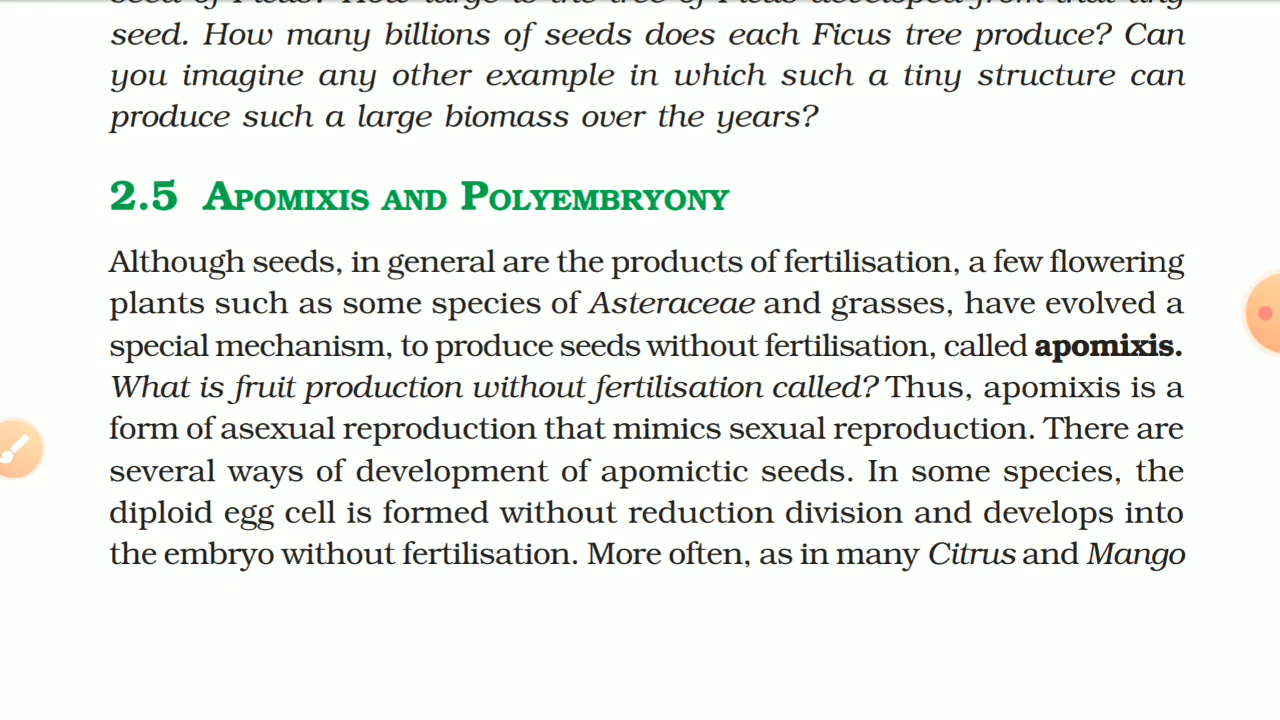 seed. How many billions of seeds does each Ficus tree produce? Can
you imagine any other example in which such a tiny structure can
produce such a large biomass over the years?
2.5 APOMIXIS AND POLYEMBRYONY
Although seeds, in general are the products of fertilisation, a few flowering
plants such as some species of Asteraceae and grasses, have evolved a
special mechanism, to produce seeds without fertilisation, called apomixis.
What is fruit production without fertilisation called? Thus, apomixis is a
form of asexual reproduction that mimics sexual reproduction. There are
several ways of development of apomictic seeds. In some species, the
diploid egg cell is formed without reduction division and develops into
the embryo without fertilisation. More often, as in many Citrus and Mango